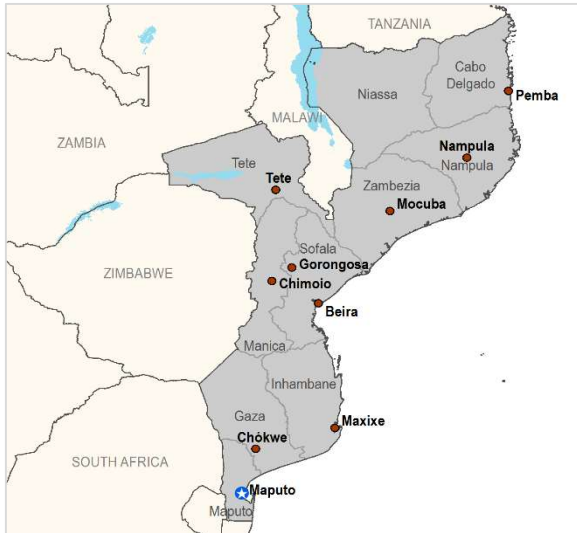 TANZANIA
Cabo
Delgado
Niassa
Pemba
MALAWI
ZAMBIA
Nampula
Nampula
Tete
Tete
Zambezia
Mocuba
Sofala
Gorongosa
ZIMBABWE
Chimoio
Beira
Manica
Inhambane
Gaza
Maxixe
Chókwe
SOUTH AFRICA
Maputo
Maputo